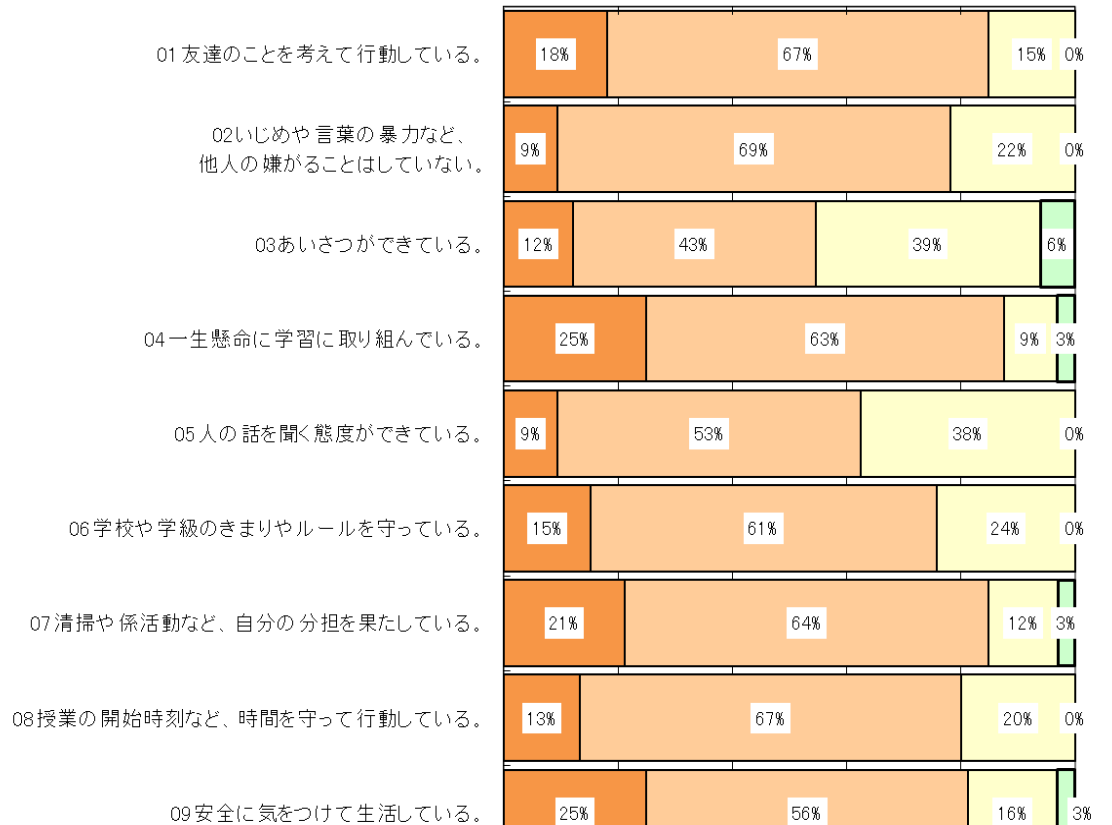 01友達のことを考えて行動している。
18% 67% 15% 0%
02いじめや言葉の暴力など、
他人の嫌がることはしていない。
9% 69% 22% 0%
03あいさつができている。
12% 43% 39% 6%
04一生懸命に学習に取り組んでいる。
25% 63% 9% 3%
05人の話を聞く態度ができている。
9% 53% 38% 0%
06学校や学級のきまりやルールを守っている。
15% 61% 24% 0%
07清掃や係活動など、自分の分担を果たしている。
21% 64% 12% 3%
08授業の開始時刻など、時間を守って行動している。
13% 67% 20% 0%
09安全に気をつけて生活している。
25% 56% 16% 3%